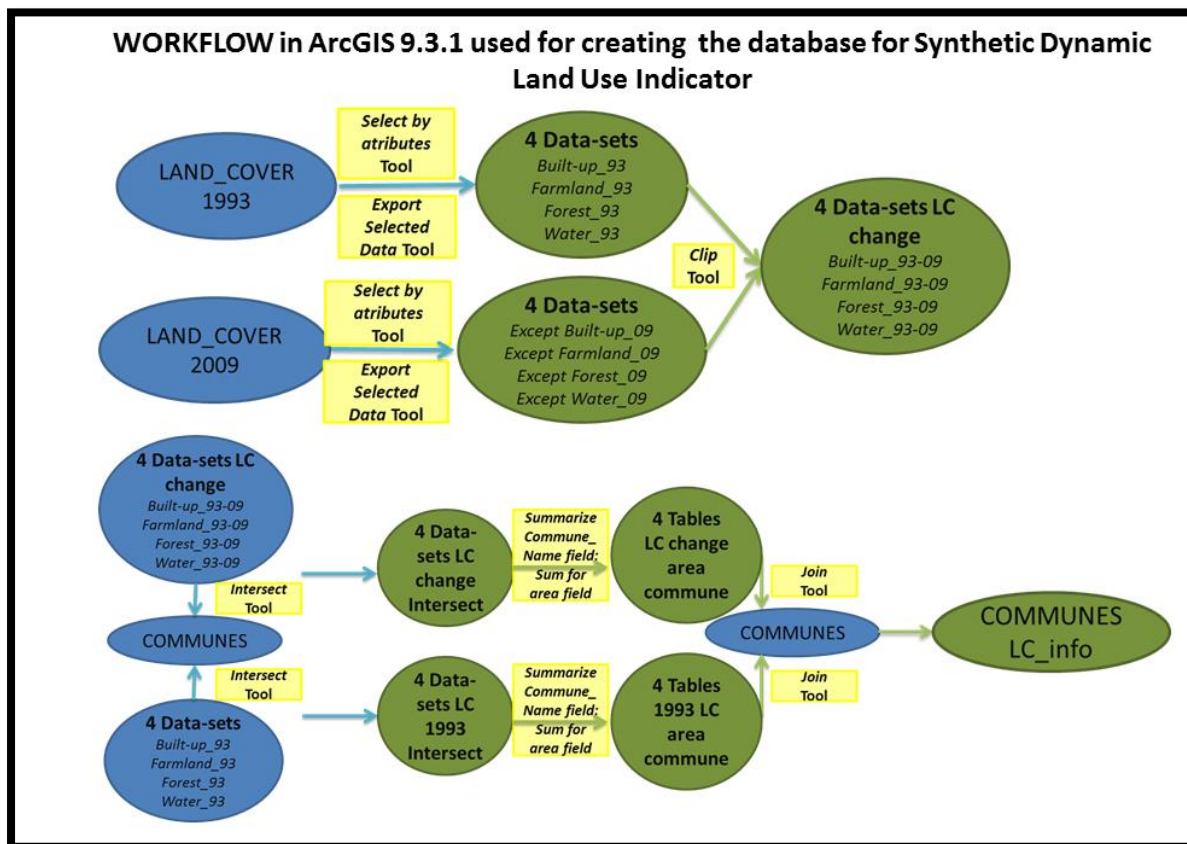 WORKFLOW in ArcGIS 9.3.1 used for creating the database for Synthetic Dynamic
Land Use Indicator
LAND_COVER
1993
Select by
atributes
Tool
Export
Selected
Data Tool
4 Data-sets
Built-up_93
Farmland_93
Forest_93
Water_93
Clip
Tool
4 Data-sets LC
change
Built-up_93-09
Farmland_93-09
Forest_93-09
Water_93-09
LAND_COVER
2009
Select by
atributes
Tool
Export
Selected
Data Tool
4 Data-sets
Except Built-up_09
Except Farmland_09
Except Forest_09
Except Water_09
4 Data-sets LC
change
Built-up_93-09
Farmland_93-09
Forest_93-09
Water_93-09
Intersect
Tool
COMMUNES
Intersect
Tool
4 Data-sets
Built-up_93
Farmland_93
Forest_93
Water_93
4 Data-
sets LC
change
Intersect
Summarize
Commune_
Name field:
Sum for
area field
4 Tables
LC change
area
commune
Join
Tool
COMMUNES
COMMUNES
LC_info
4 Data-
sets LC
1993
Intersect
Summarize
Commune_
Name field:
Sum for
area field
4 Tables
1993 LC
area
commune
Join
Tool